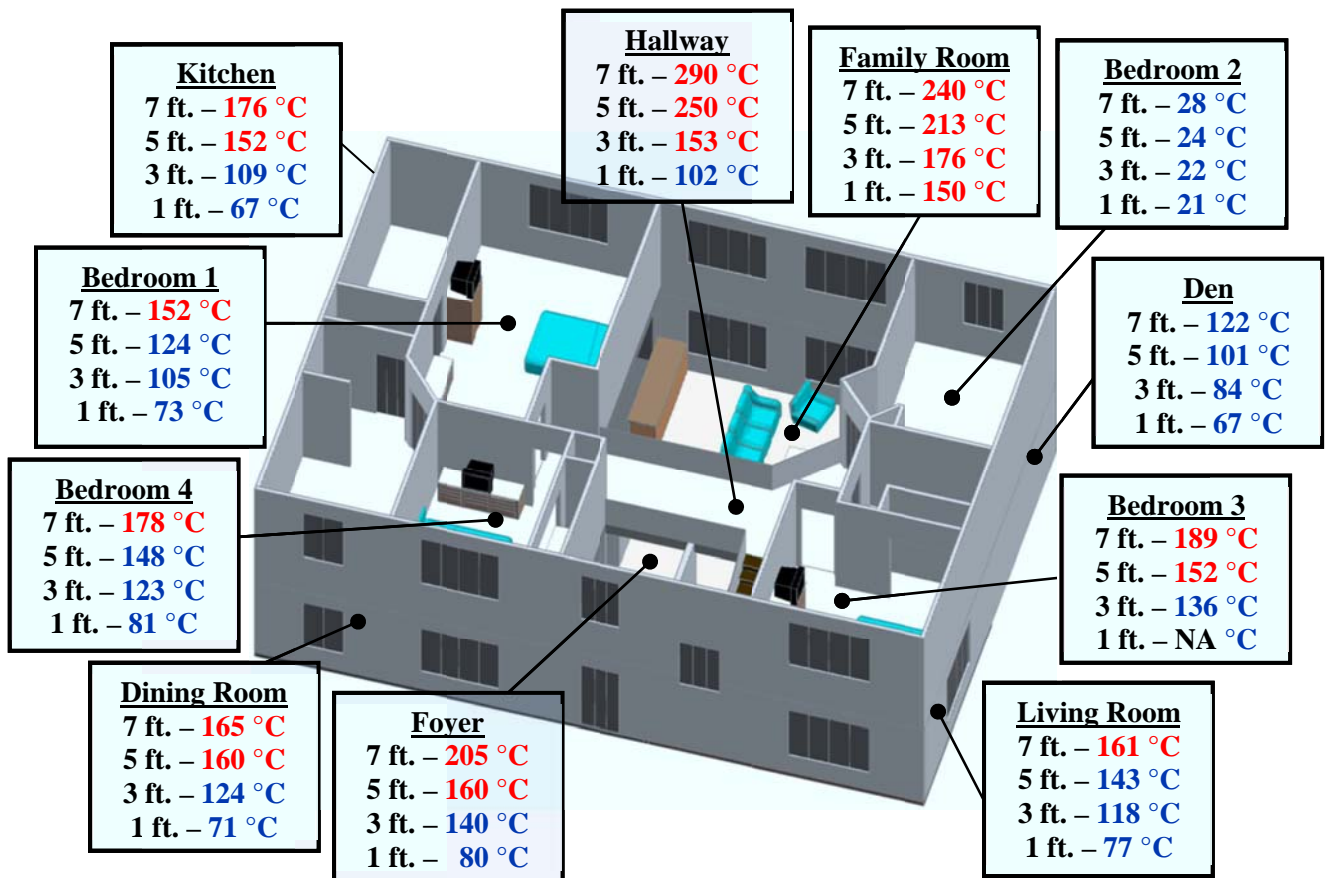 Kitchen
7 ft. – 176 °C
5 ft. – 152 °C
3 ft. – 109 °C
1 ft. – 67 °C
Hallway
7 ft. – 290 °C
5 ft. – 250 °C
3 ft. – 153 °C
1 ft. – 102 °C
Family Room
7 ft. – 240 °C
5 ft. – 213 °C
3 ft. – 176 °C
1 ft. – 150 °C
Bedroom 2
7 ft. – 28 °C
5 ft. – 24 °C
3 ft. – 22 °C
1 ft. – 21 °C
Bedroom 1
7 ft. – 152 °C
5 ft. – 124 °C
3 ft. – 105 °C
1 ft. – 73 °C
Den
7 ft. – 122 °C
5 ft. – 101 °C
3 ft. – 84 °C
1 ft. – 67 °C
Bedroom 4
7 ft. – 178 °C
5 ft. – 148 °C
3 ft. – 123 °C
1 ft. – 81 °C
Bedroom 3
7 ft. – 189 °C
5 ft. – 152 °C
3 ft. – 136 °C
1 ft. – NA °C
Dining Room
7 ft. – 165 °C
5 ft. – 160 °C
3 ft. – 124 °C
1 ft. – 71 °C
Foyer
7 ft. – 205 °C
5 ft. – 160 °C
3 ft. – 140 °C
1 ft. – 80 °C
Living Room
7 ft. – 161 °C
5 ft. – 143 °C
3 ft. – 118 °C
1 ft. – 77 °C